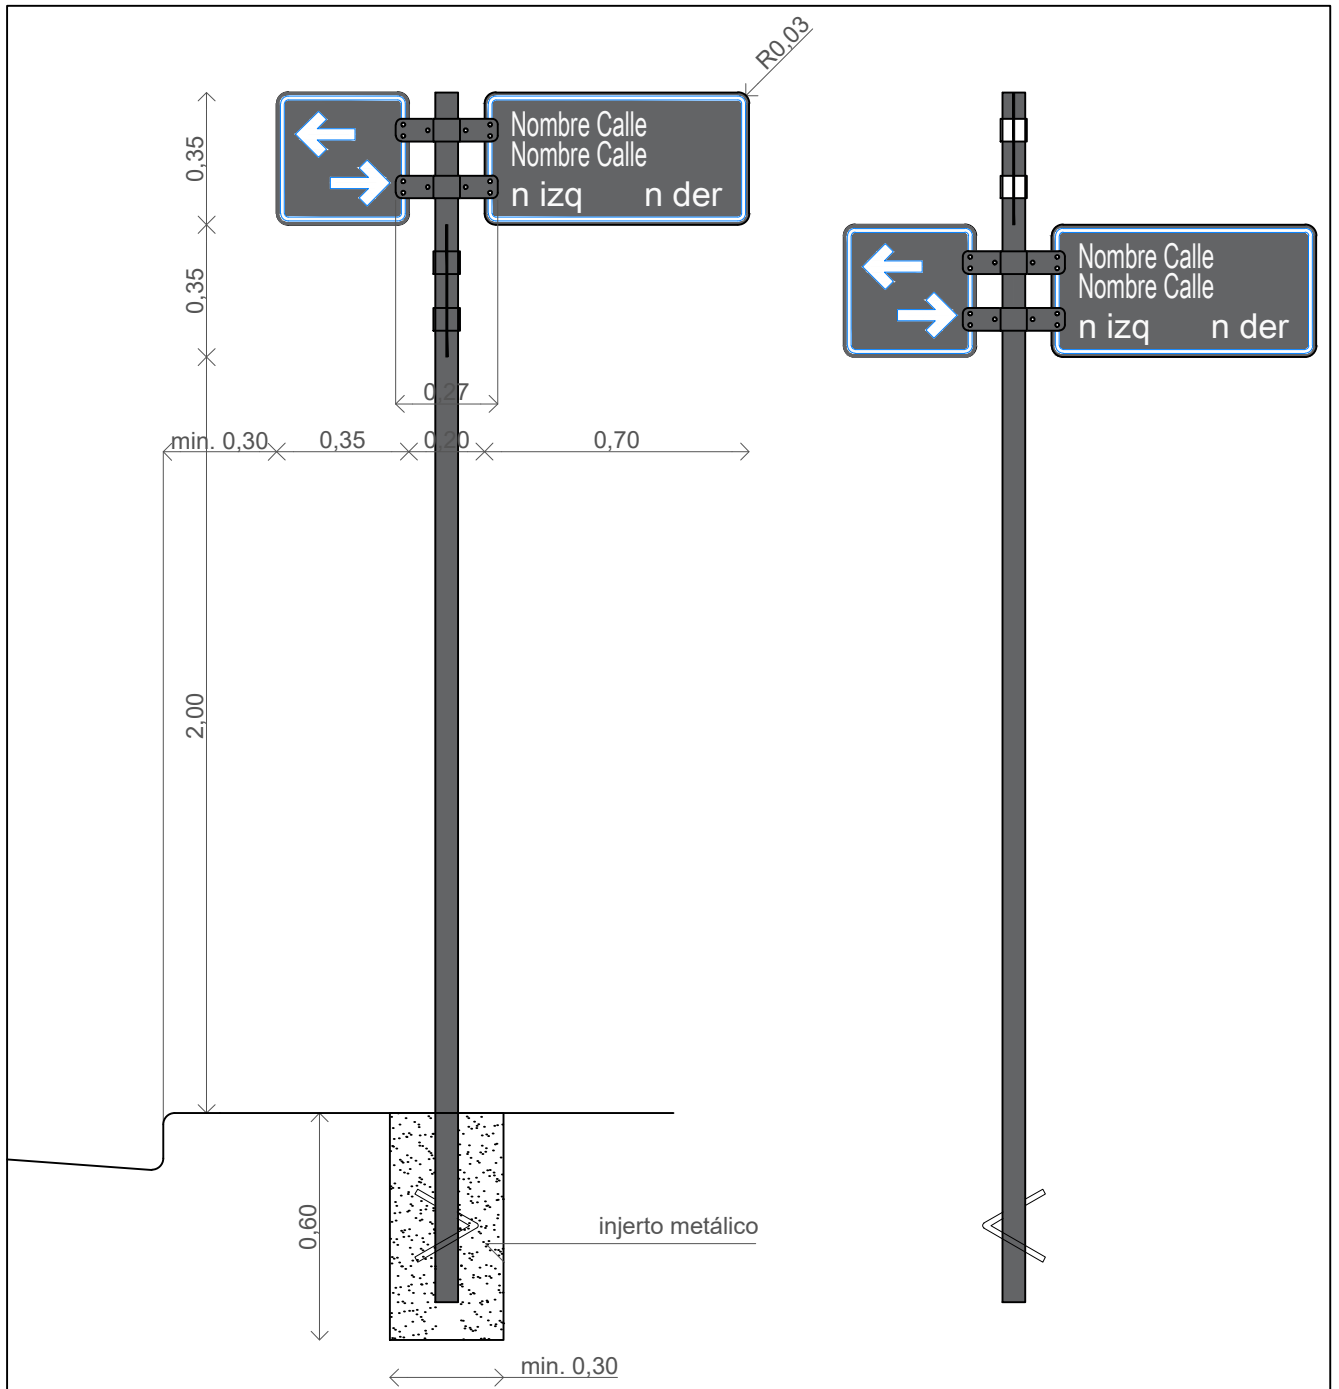 R0,03
0,35
Nombre Calle
Nombre Calle
n izq n der
0,35
Nombre Calle
Nombre Calle
n izq n der
0,27
min. 0,30
0,35
0,20
0,70
2,00
0,60
injerto metálico
min. 0,30